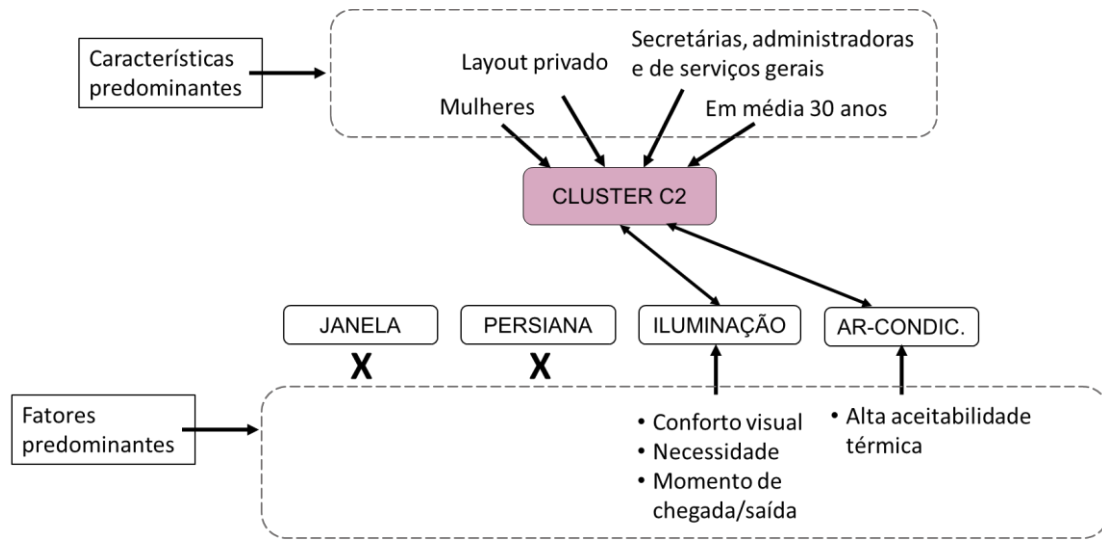 Características
predominantes
Layout privado
Secretárias, administradoras
e de serviços gerais
Mulheres
Em média 30 anos
CLUSTER C2
JANELA
PERSIANA
ILUMINAÇÃO
AR-CONDIC.
X
X
Fatores
predominantes
• Conforto visual
• Necessidade
• Momento de
chegada/saída
• Alta aceitabilidade
térmica